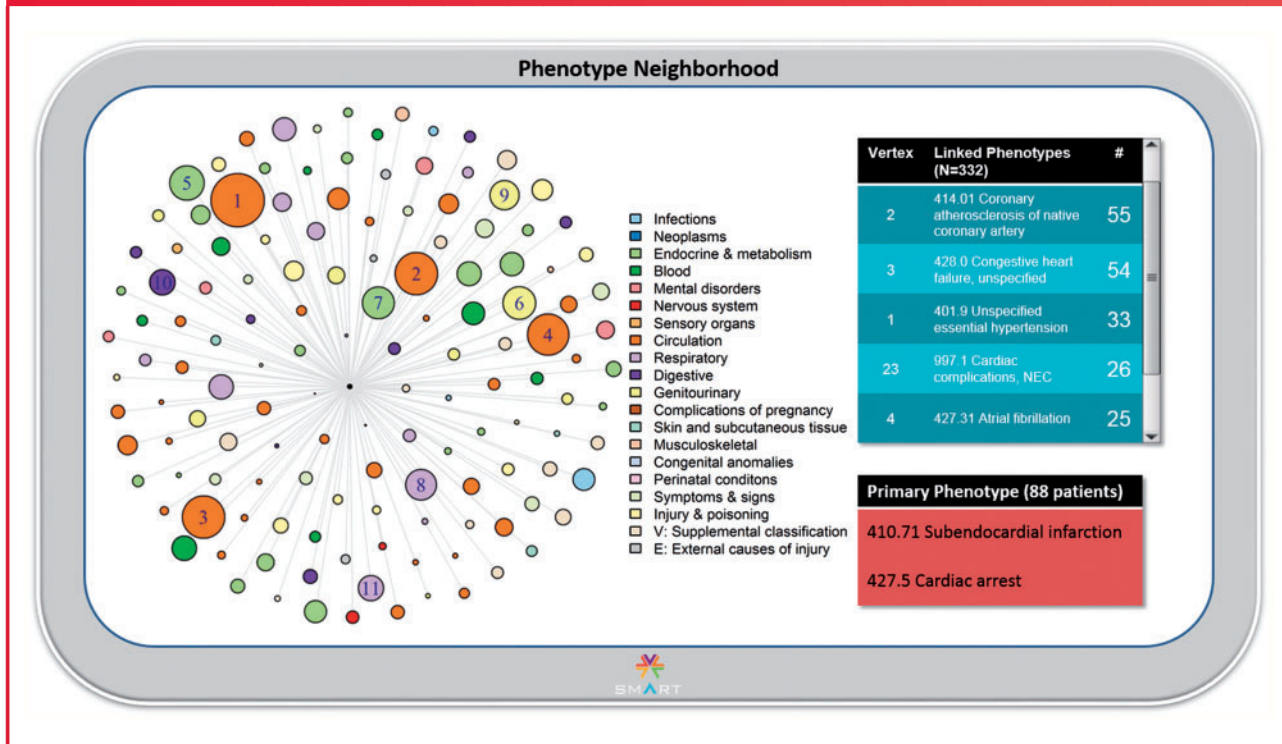 Phenotype Neighborhood
1
2
3
4
5
6
7
8
9
10
11
Infections
Neoplasms
Endocrine & metabolism
Blood
Mental disorders
Nervous system
Sensory organs
Circulation
Respiratory
Digestive
Genitourinary
Complications of pregnancy
Skin and subcutaneous tissue
Musculoskeletal
Congenital anomalies
Perinatal conditons
Symptoms & signs
Injury & poisoning
V: Supplemental classification
E: External causes of injury
Vertex Linked Phenotypes #
(N=332)
2 414.01 Coronary atherosclerosis of native coronary artery 55
3 428.0 Congestive heart failure, unspecified 54
1 401.9 Unspecified essential hypertension 33
23 997.1 Cardiac complications, NEC 26
4 427.31 Atrial fibrillation 25
Primary Phenotype (88 patients)
410.71 Subendocardial infarction
427.5 Cardiac arrest
SMART